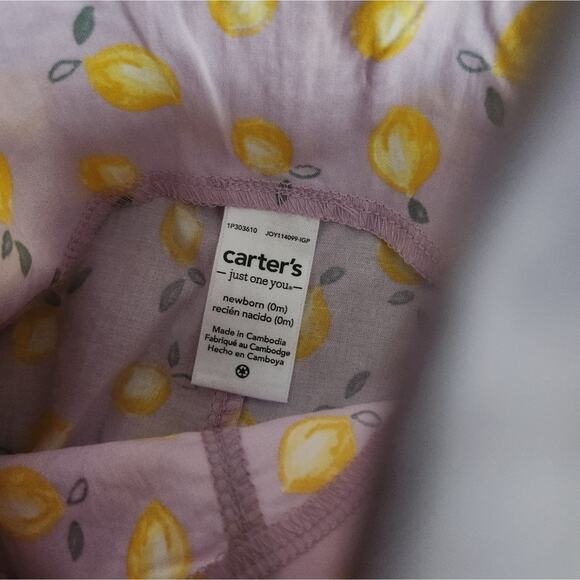 1P303610 JOY114099-IGP
carter's
just one you®
newborn (0m)
recién nacido (0m)
Made in Cambodia
Fabriqué au Cambodge
Hecho en Camboya